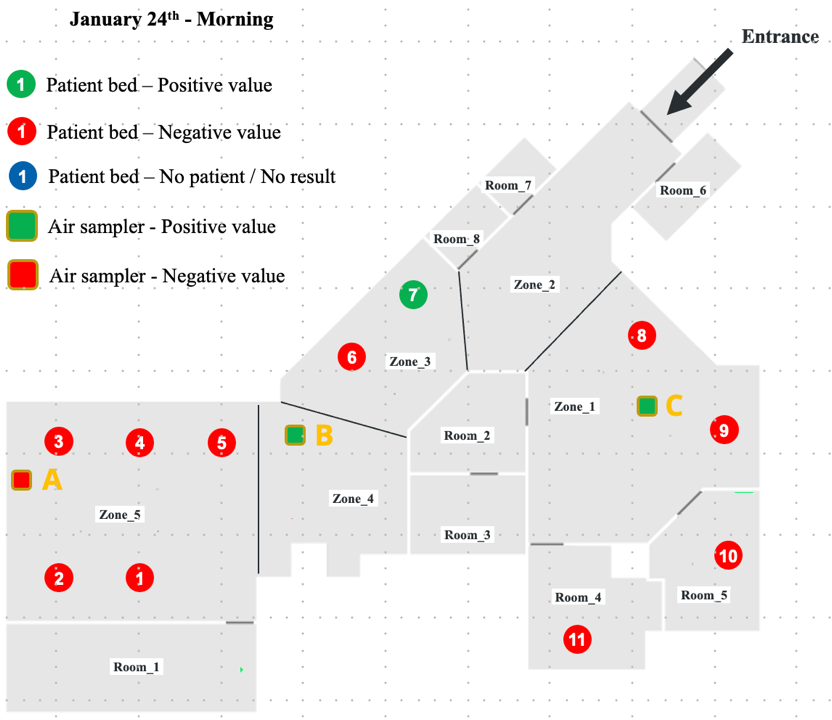 January 24th - Morning
Entrance
1 Patient bed – Positive value
1 Patient bed – Negative value
1 Patient bed – No patient / No result
Air sampler - Positive value
Air sampler - Negative value
Room_7
Room_6
Room_8
Zone_2
7
8
6
Zone_3
Zone_1
C
9
3
4
5
B
Room_2
A
Zone_4
Zone_5
Room_3
10
2
1
Room_4
Room_5
11
Room_1